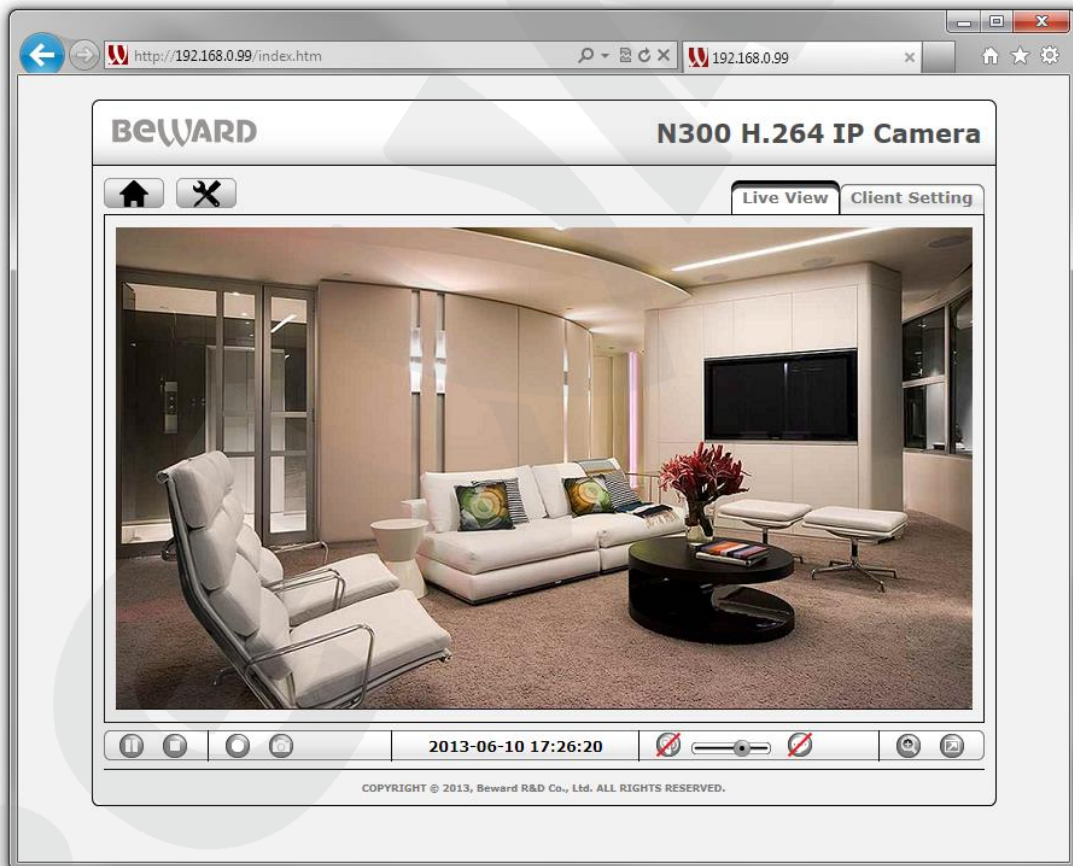 http://192.168.0.99/index.htm
192.168.0.99
BEWARD
N300 H.264 IP Camera
Live View
Client Setting
2013-06-10 17:26:20
COPYRIGHT © 2013, Beward R&D Co., Ltd. ALL RIGHTS RESERVED.